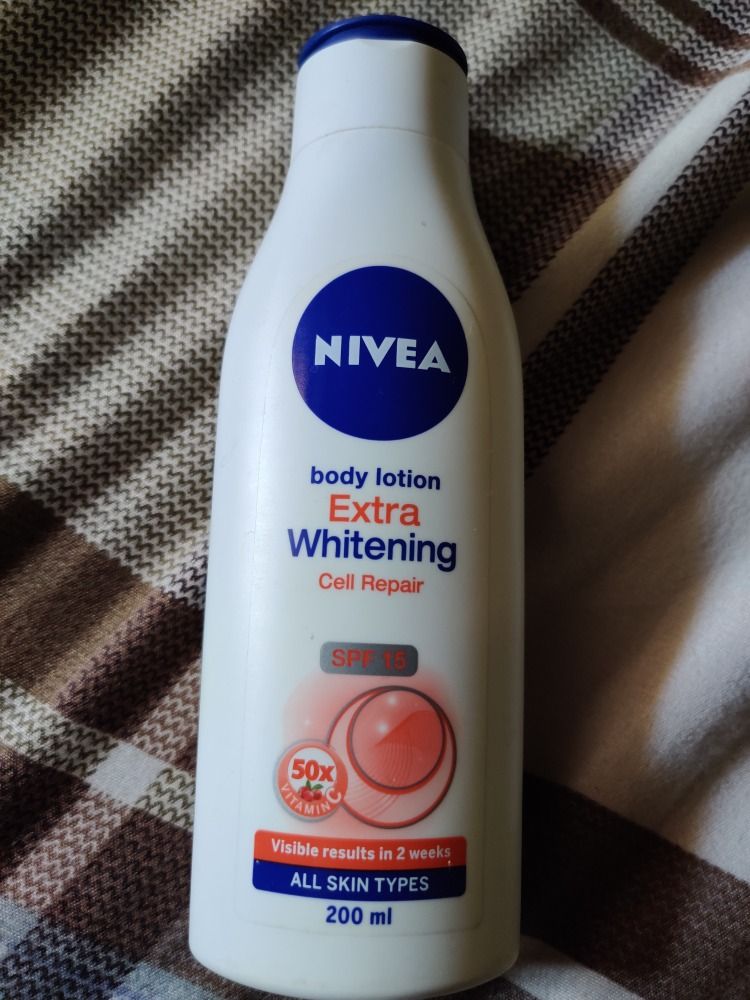 NIVEA
body lotion
Extra
Whitening
Cell Repair
SPF 15
50x
VITAMIN C
Visible results in 2 weeks
ALL SKIN TYPES
200 ml